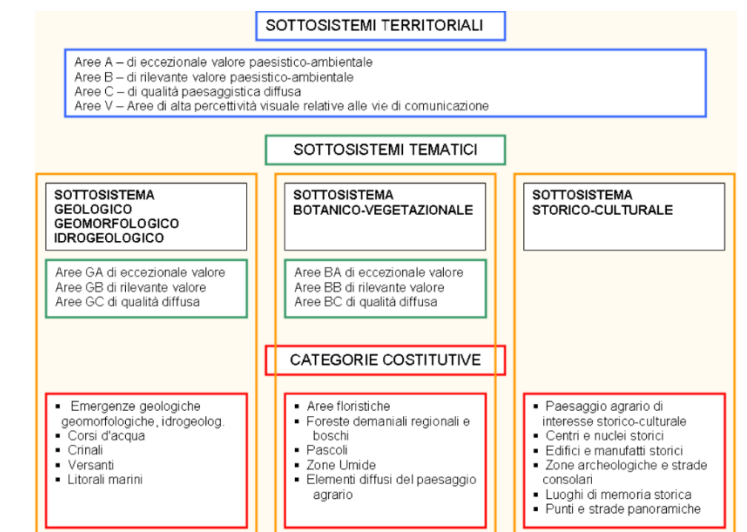 SOTTOSISTEMI TERRITORIALI
Aree A – di eccezionale valore paesistico-ambientale
Aree B – di rilevante valore paesistico-ambientale
Aree C – di qualità paesaggistica diffusa
Aree V – Aree di alta percettività visuale relative alle vie di comunicazione
SOTTOSISTEMI TEMATICI
SOTTOSISTEMA
GEOLOGICO
GEOMORFOLOGICO
IDROGEOLOGICO
Aree GA di eccezionale valore
Aree GB di rilevante valore
Aree GC di qualità diffusa
SOTTOSISTEMA
BOTANICO-VEGETAZIONALE
Aree BA di eccezionale valore
Aree BB di rilevante valore
Aree BC di qualità diffusa
SOTTOSISTEMA
STORICO-CULTURALE
CATEGORIE COSTITUTIVE
▪ Emergenze geologiche
geomorfologiche, idrogeolog.
▪ Corsi d'acqua
▪ Crinali
▪ Versanti
▪ Litorali marini
▪ Aree floristiche
▪ Foreste demaniali regionali e
boschi
▪ Pascoli
▪ Zone Umide
▪ Elementi diffusi del paesaggio
agrario
▪ Paesaggio agrario di
interesse storico-culturale
▪ Centri e nuclei storici
▪ Edifici e manufatti storici
▪ Zone archeologiche e strade
consolari
▪ Luoghi di memoria storica
▪ Punti e strade panoramiche